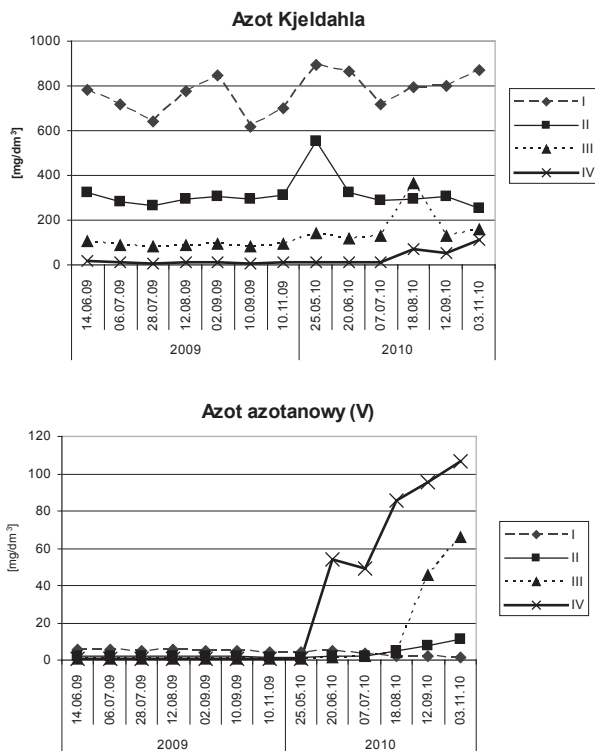 Azot Kjeldahla
1000
800
600
400
200
0
[mg/dm³]
14.06.09 06.07.09 28.07.09 12.08.09 02.09.09 10.09.09 10.11.09 25.05.10 20.06.10 07.07.10 18.08.10 12.09.10 03.11.10
2009 2010
I
II
III
IV
Azot azotanowy (V)
120
100
80
60
40
20
0
[mg/dm³]
14.06.09 06.07.09 28.07.09 12.08.09 02.09.09 10.09.09 10.11.09 25.05.10 20.06.10 07.07.10 18.08.10 12.09.10 03.11.10
2009 2010
I
II
III
IV